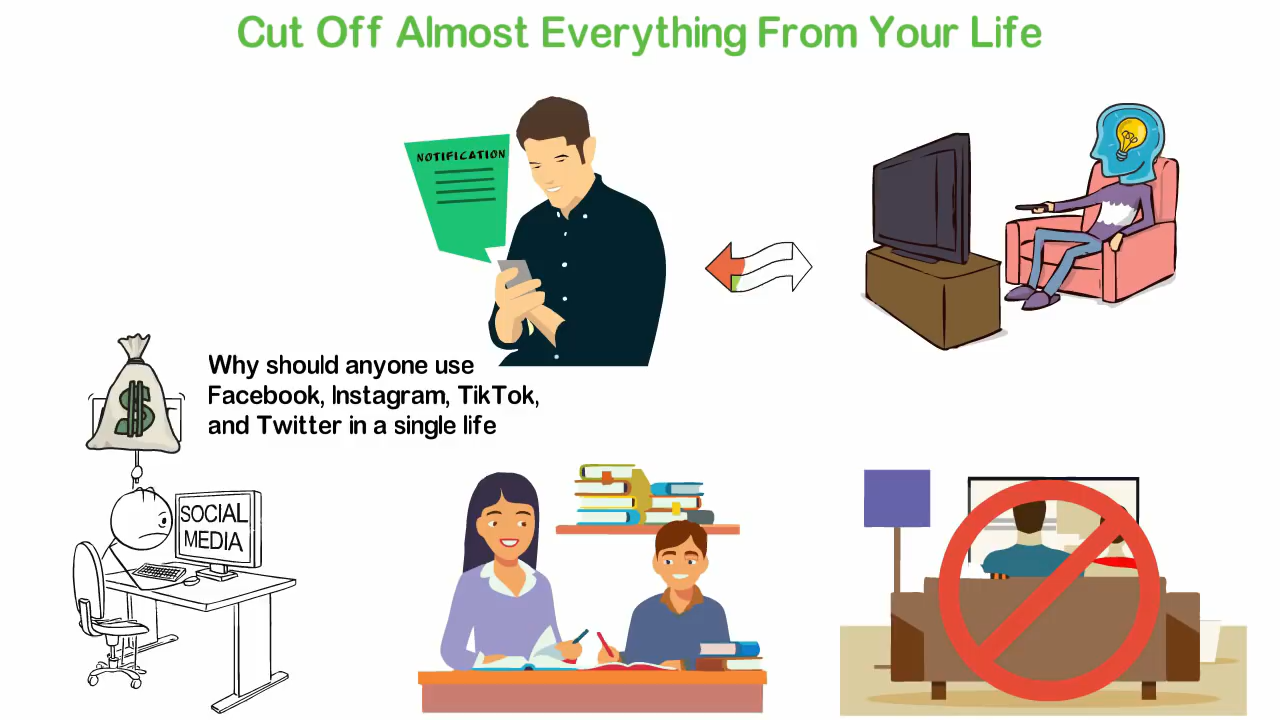 Cut Off Almost Everything From Your Life
NOTIFICATION
Why should anyone use
Facebook, Instagram, TikTok,
and Twitter in a single life
$
SOCIAL
MEDIA